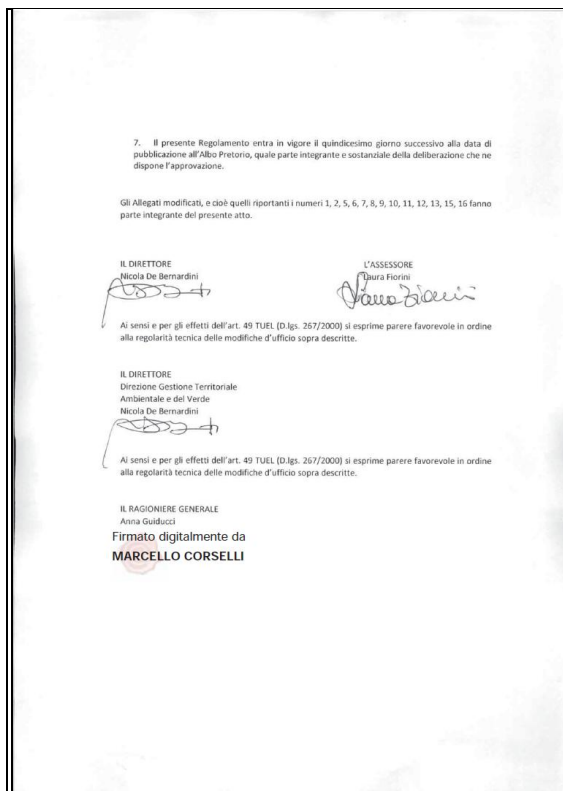 7. Il presente Regolamento entra in vigore il quindicesimo giorno successivo alla data di
pubblicazione all'Albo Pretorio, quale parte integrante e sostanziale della deliberazione che ne
dispone l'approvazione.
Gli Allegati modificati, e cioè quelli riportanti i numeri 1, 2, 5, 6, 7, 8, 9, 10, 11, 12, 13, 15, 16 fanno
parte integrante del presente atto.
IL DIRETTORE
Nicola De Bernardini
L'ASSESSORE
Laura Fiorini
Laura Fiorini
Ai sensi e per gli effetti dell'art. 49 TUEL (D.lgs. 267/2000) si esprime parere favorevole in ordine
alla regolarità tecnica delle modifiche d'ufficio sopra descritte.
IL DIRETTORE
Direzione Gestione Territoriale
Ambientale e del Verde
Nicola De Bernardini
Ai sensi e per gli effetti dell'art. 49 TUEL (D.lgs. 267/2000) si esprime parere favorevole in ordine
alla regolarità tecnica delle modifiche d'ufficio sopra descritte.
IL RAGIONIERE GENERALE
Anna Guiducci
Firmato digitalmente da
MARCELLO CORSELLI